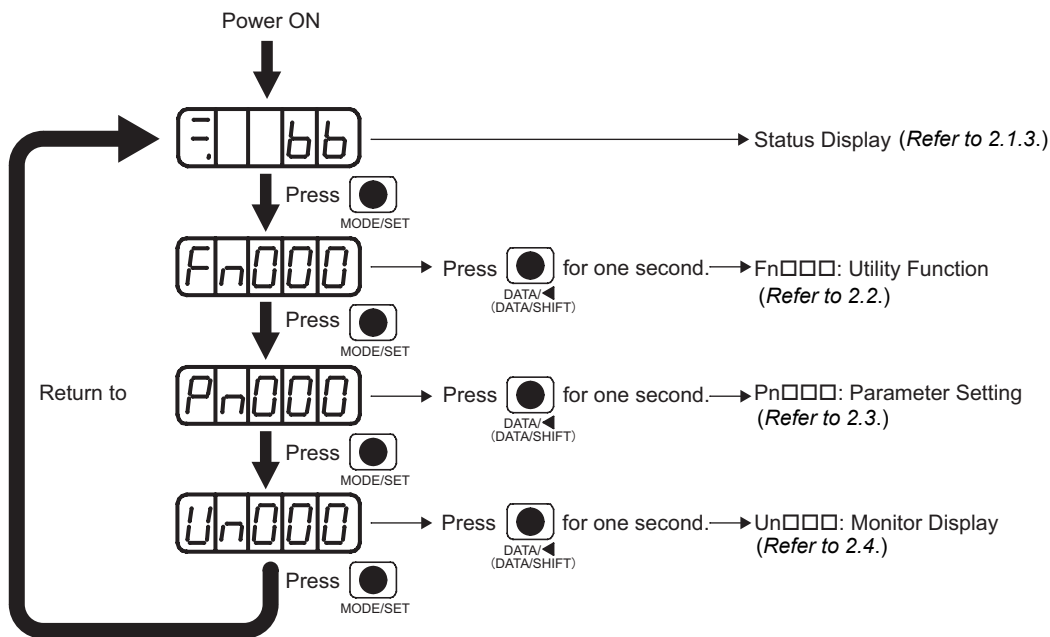 Power ON
bb
Status Display (Refer to 2.1.3.)
Press
MODE/SET
Fn000
Press
for one second.
Fn□□□: Utility Function
DATA/◀
(DATA/SHIFT)
(Refer to 2.2.)
Press
MODE/SET
Return to
Pn000
Press
for one second.
Pn□□□: Parameter Setting
DATA/◀
(DATA/SHIFT)
(Refer to 2.3.)
Press
MODE/SET
Un000
Press
for one second.
Un□□□: Monitor Display
DATA/◀
(DATA/SHIFT)
(Refer to 2.4.)
Press
MODE/SET